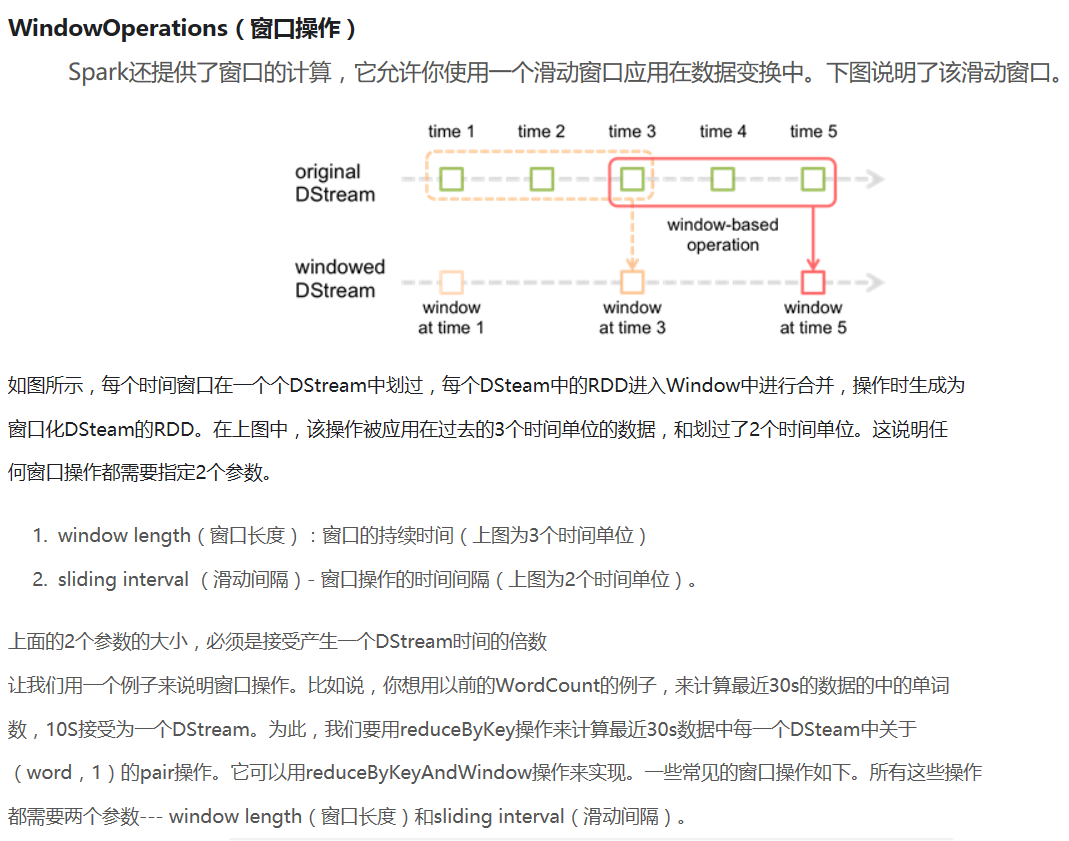 WindowOperations（窗口操作）
Spark还提供了窗口的计算，它允许你使用一个滑动窗口应用在数据变换中。下图说明了该滑动窗口。
time 1 time 2 time 3 time 4 time 5
original
DStream
window-based
operation
windowed
DStream
window
at time 1
window
at time 3
window
at time 5
如图所示，每个时间窗口在一个个DStream中划过，每个DSteam中的RDD进入Window中进行合并，操作时生成为
窗口化DSteam的RDD。在上图中，该操作被应用在过去的3个时间单位的数据，和划过了2个时间单位。这说明任
何窗口操作都需要指定2个参数。
1. window length（窗口长度）：窗口的持续时间（上图为3个时间单位）
2. sliding interval （滑动间隔）- 窗口操作的时间间隔（上图为2个时间单位）。
上面的2个参数的大小，必须是接受产生一个DStream时间的倍数
让我们用一个例子来说明窗口操作。比如说，你想用以前的WordCount的例子，来计算最近30s的数据的中的单词
数，10S接受为一个DStream。为此，我们要用reduceByKey操作来计算最近30s数据中每一个DSteam中关于
（word，1）的pair操作。它可以用reduceByKeyAndWindow操作来实现。一些常见的窗口操作如下。所有这些操作
都需要两个参数--- window length（窗口长度）和sliding interval（滑动间隔）。